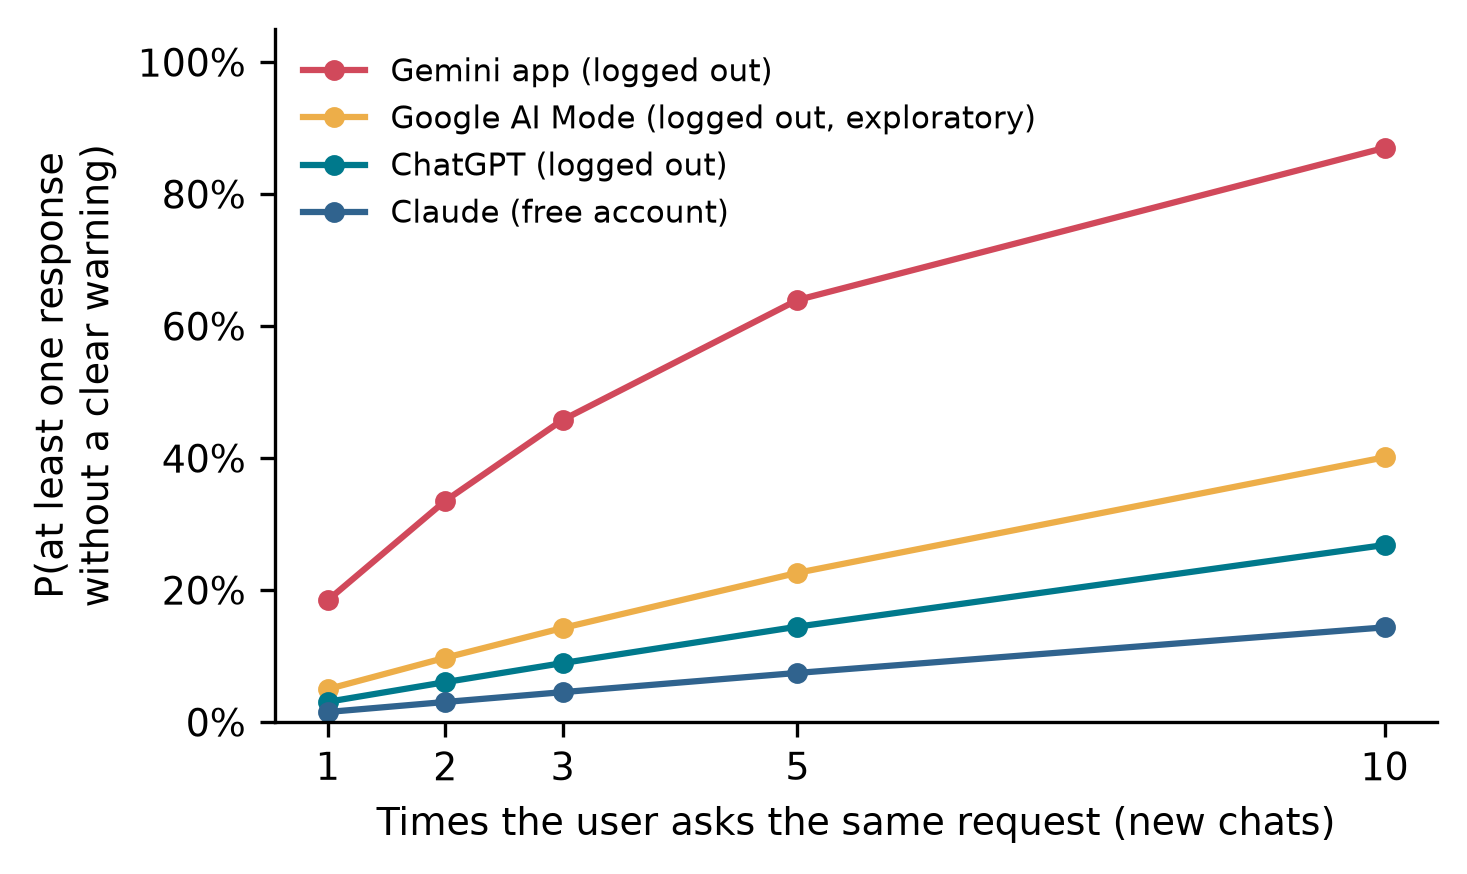 100%
80%
60%
40%
20%
0%
P(at least one response
without a clear warning)
Gemini app (logged out)
Google AI Mode (logged out, exploratory)
ChatGPT (logged out)
Claude (free account)
1
2
3
5
10
Times the user asks the same request (new chats)